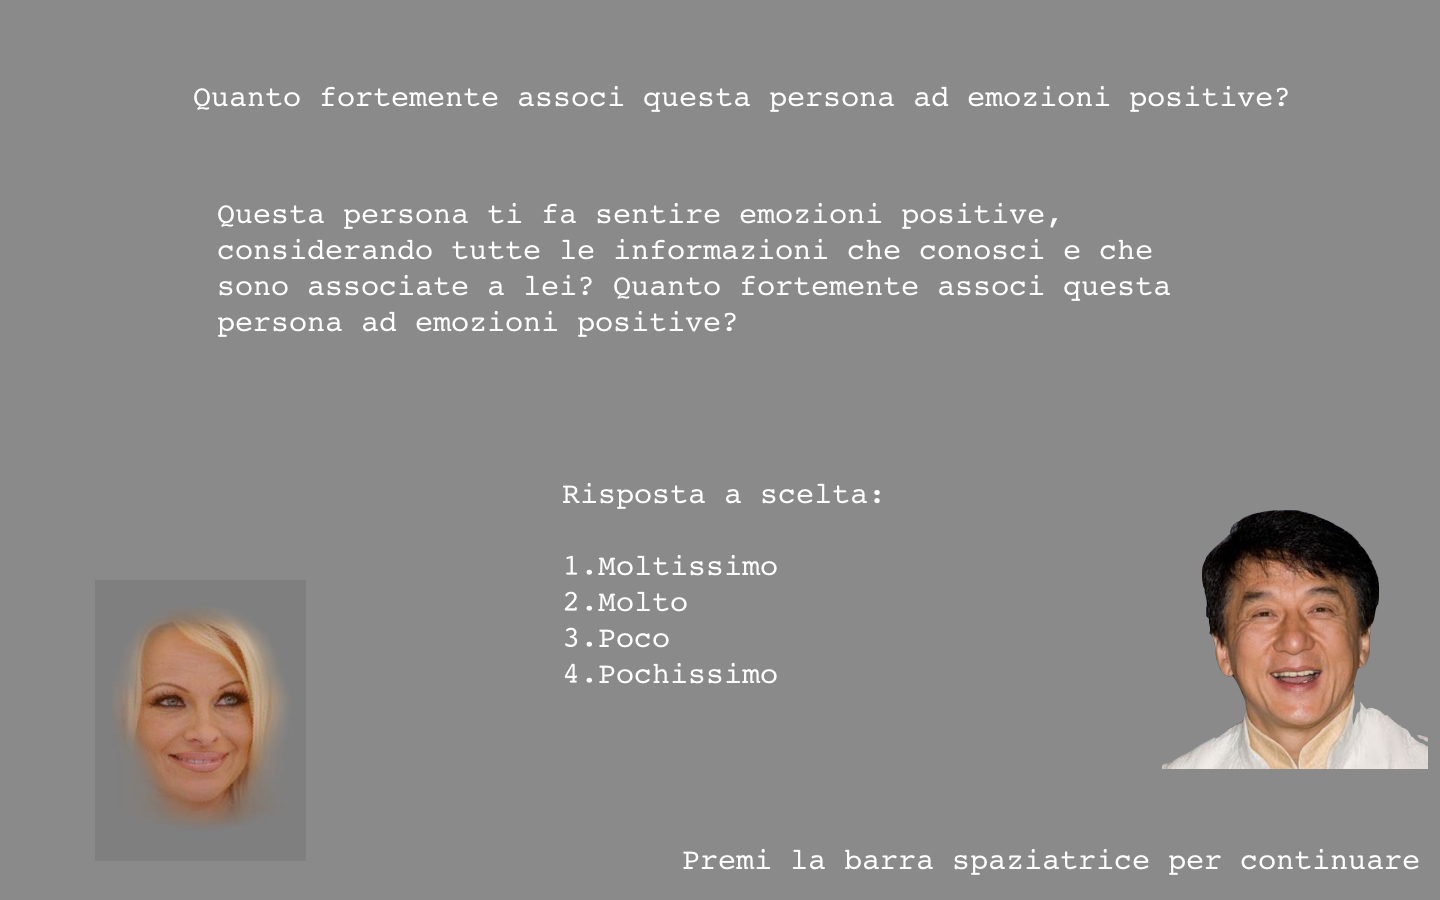 Quanto fortemente associ questa persona ad emozioni positive?
Questa persona ti fa sentire emozioni positive,
considerando tutte le informazioni che conosci e che
sono associate a lei? Quanto fortemente associ questa
persona ad emozioni positive?
Risposta a scelta:
1.Moltissimo
2.Molto
3.Poco
4.Pochissimo
Premi la barra spaziatrice per continuare